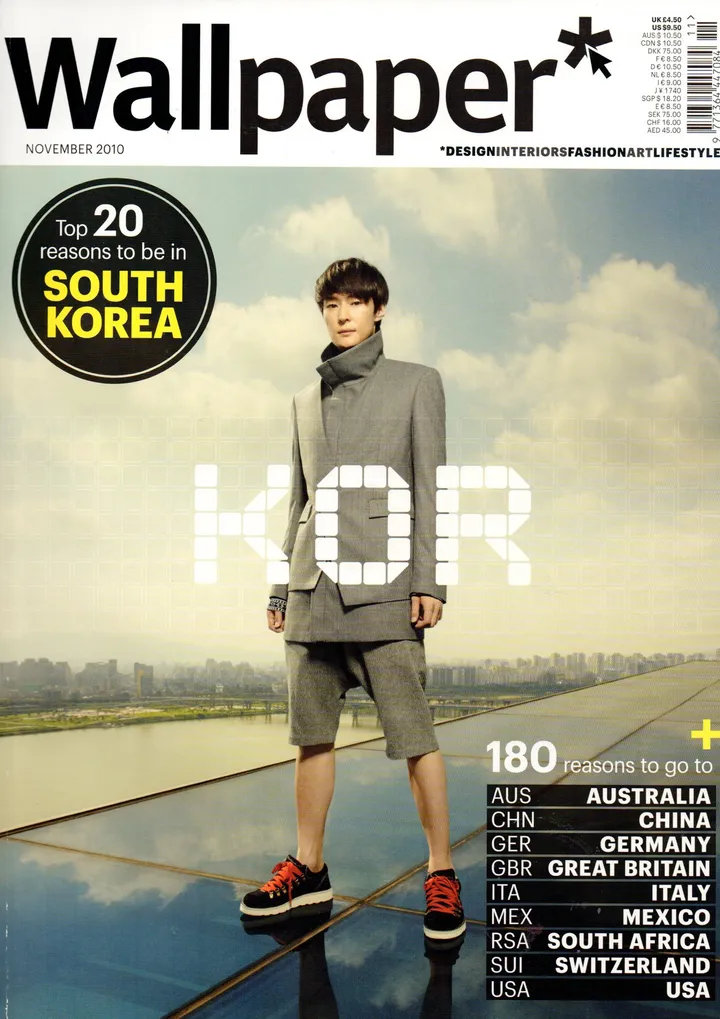 Wallpaper*
UK £4.50
US $9.50
AUS $ 10.50
CDN $ 10.50
DKK 75.00
F € 8.50
D € 10.50
NL € 8.50
I € 9.00
J ¥ 1740
SGP $ 18.20
E € 8.50
SEK 75.00
CHF 16.00
AED 45.00
11>
9 771364 447084
NOVEMBER 2010
*DESIGNINTERIORSFASHIONARTLIFESTYLE
Top 20
reasons to be in
SOUTH
KOREA
KOR
+
180 reasons to go to
AUS AUSTRALIA
CHN CHINA
GER GERMANY
GBR GREAT BRITAIN
ITA ITALY
MEX MEXICO
RSA SOUTH AFRICA
SUI SWITZERLAND
USA USA